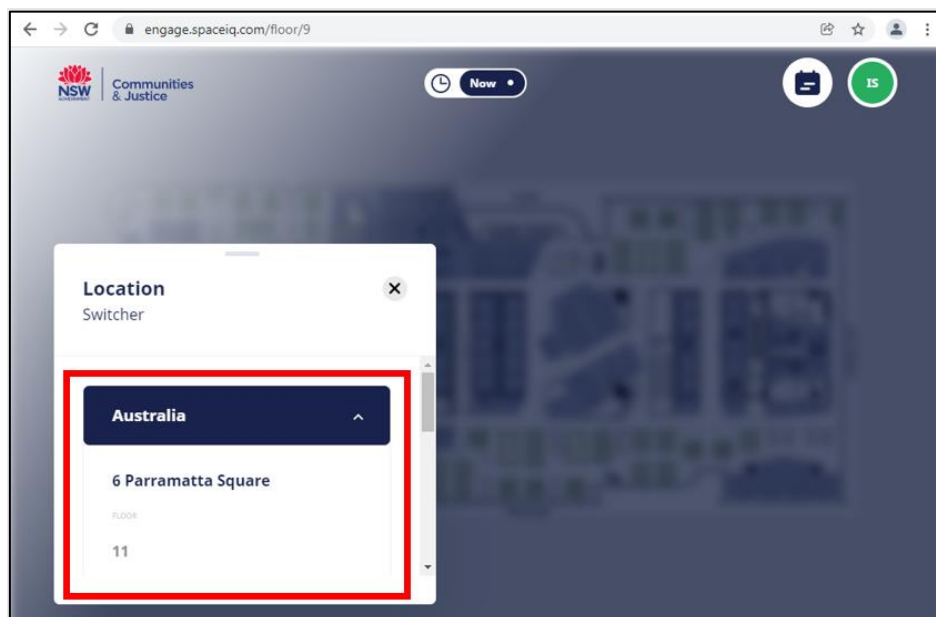 engage.spaceiq.com/floor/9
NSW
GOVERNMENT
Communities
& Justice
Now
IS
Location
Switcher
Australia
6 Parramatta Square
FLOOR
11